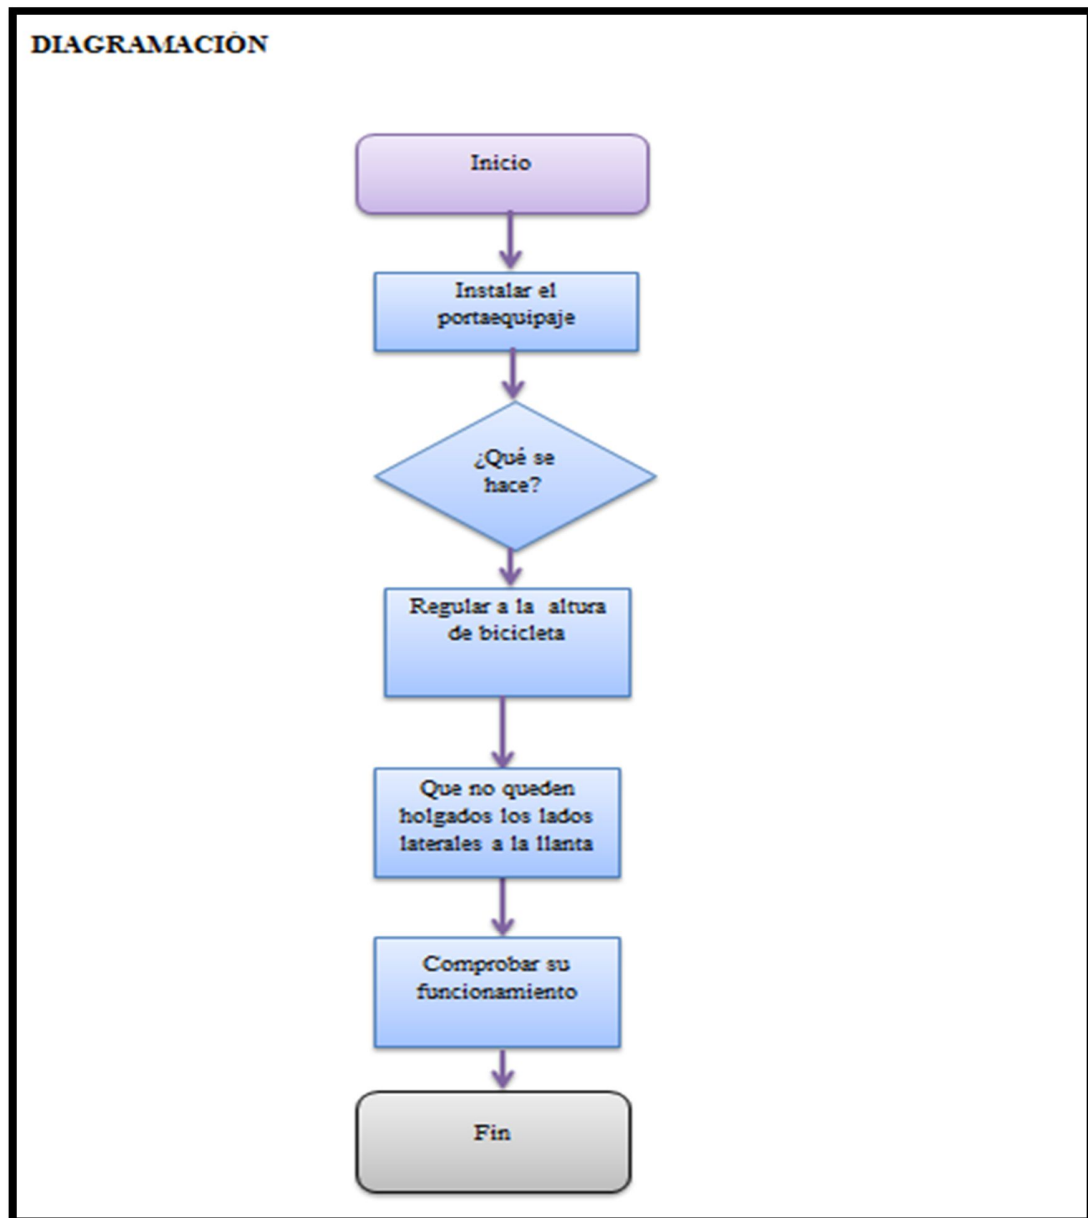 DIAGRAMACIÓN
Inicio
Instalar el
portaequipaje
¿Qué se
hace?
Regular a la altura
de bicicleta
Que no queden
holgados los lados
laterales a la llanta
Comprobar su
funcionamiento
Fin